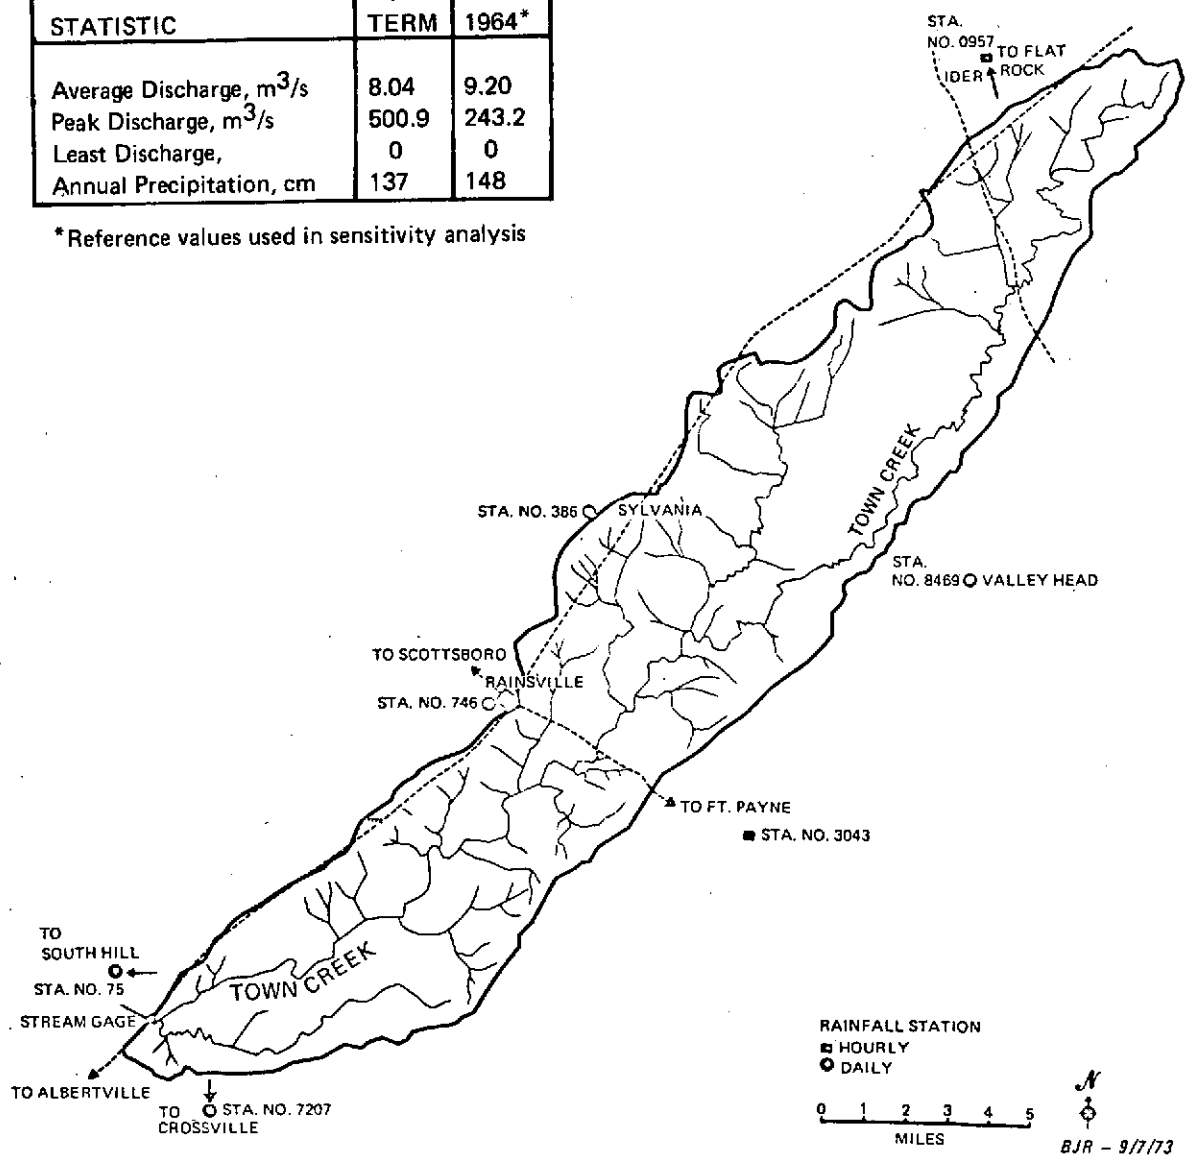 STATISTIC TERM 1964*
Average Discharge, m3/s 8.04 9.20
Peak Discharge, m3/s 500.9 243.2
Least Discharge, 0 0
Annual Precipitation, cm 137 148
*Reference values used in sensitivity analysis
STA.
NO. 0957
TO FLAT
ROCK
IDER
TOWN CREEK
STA. NO. 386
SYLVANIA
STA.
NO. 8469
VALLEY HEAD
TO SCOTTSBORO
RAINSVILLE
STA. NO. 746
TO FT. PAYNE
STA. NO. 3043
TO
SOUTH HILL
STA. NO. 75
STREAM GAGE
TOWN CREEK
TO ALBERTVILLE
TO
CROSSVILLE
STA. NO. 7207
RAINFALL STATION
HOURLY
DAILY
0 1 2 3 4 5
MILES
N
BJR - 9/7/73